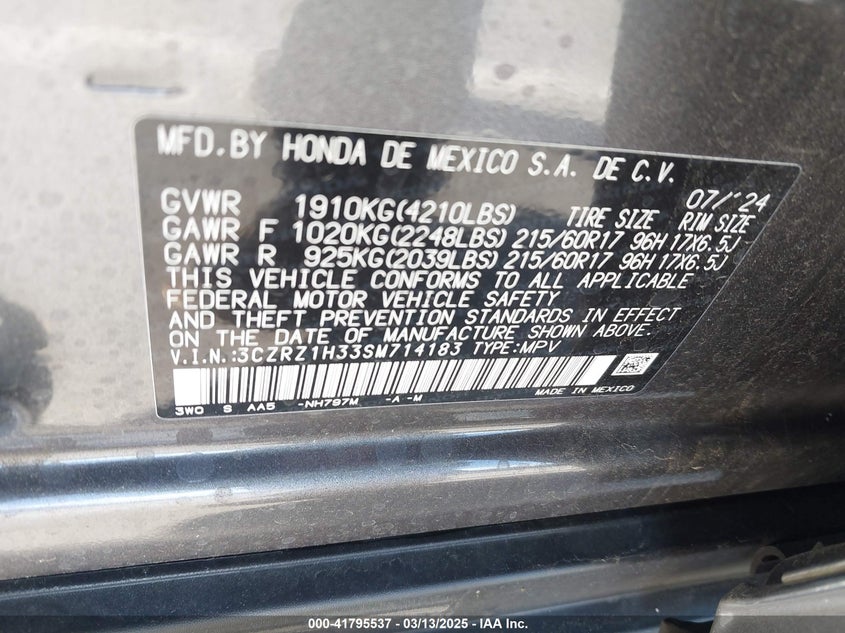 MFD.BY HONDA DE MEXICO S.A. DE C.V.
07/'24
GVWR 1910KG(4210LBS) TIRE SIZE RIM SIZE
GAWR F 1020KG(2248LBS) 215/60R17 96H 17X6.5J
GAWR R 925KG(2039LBS) 215/60R17 96H 17X6.5J
THIS VEHICLE CONFORMS TO ALL APPLICABLE
FEDERAL MOTOR VEHICLE SAFETY
AND THEFT PREVENTION STANDARDS IN EFFECT
ON THE DATE OF MANUFACTURE SHOWN ABOVE.
V.I.N.:3CZRZ1H33SM714183 TYPE:MPV
3W0 S AA5 -NH797M -A -M MADE IN MEXICO
000-41795537 — 03/13/2025 — IAA Inc.